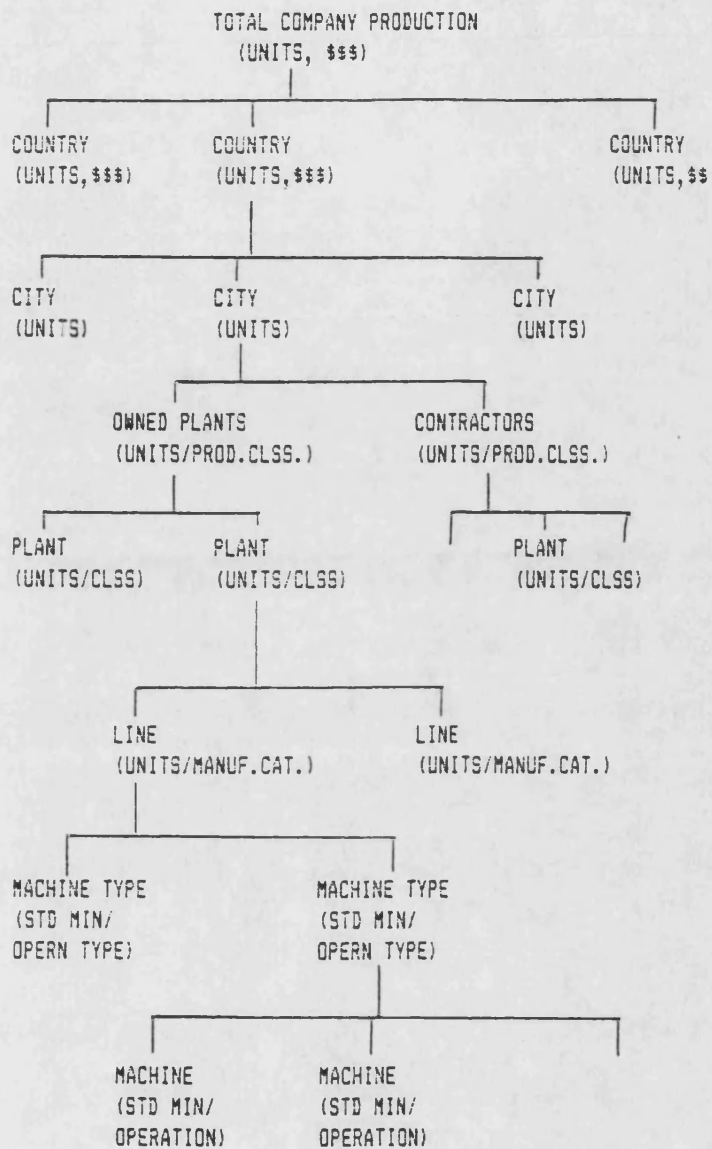 TOTAL COMPANY PRODUCTION
(UNITS, $$$)
COUNTRY COUNTRY COUNTRY
(UNITS,$$$) (UNITS,$$$) (UNITS,$$
CITY CITY CITY
(UNITS) (UNITS) (UNITS)
OWNED PLANTS CONTRACTORS
(UNITS/PROD.CLSS.) (UNITS/PROD.CLSS.)
PLANT PLANT PLANT
(UNITS/CLSS) (UNITS/CLSS) (UNITS/CLSS)
LINE LINE
(UNITS/MANUF.CAT.) (UNITS/MANUF.CAT.)
MACHINE TYPE MACHINE TYPE
(STD MIN/ (STD MIN/
OPERN TYPE) OPERN TYPE)
MACHINE MACHINE
(STD MIN/ (STD MIN/
OPERATION) OPERATION)